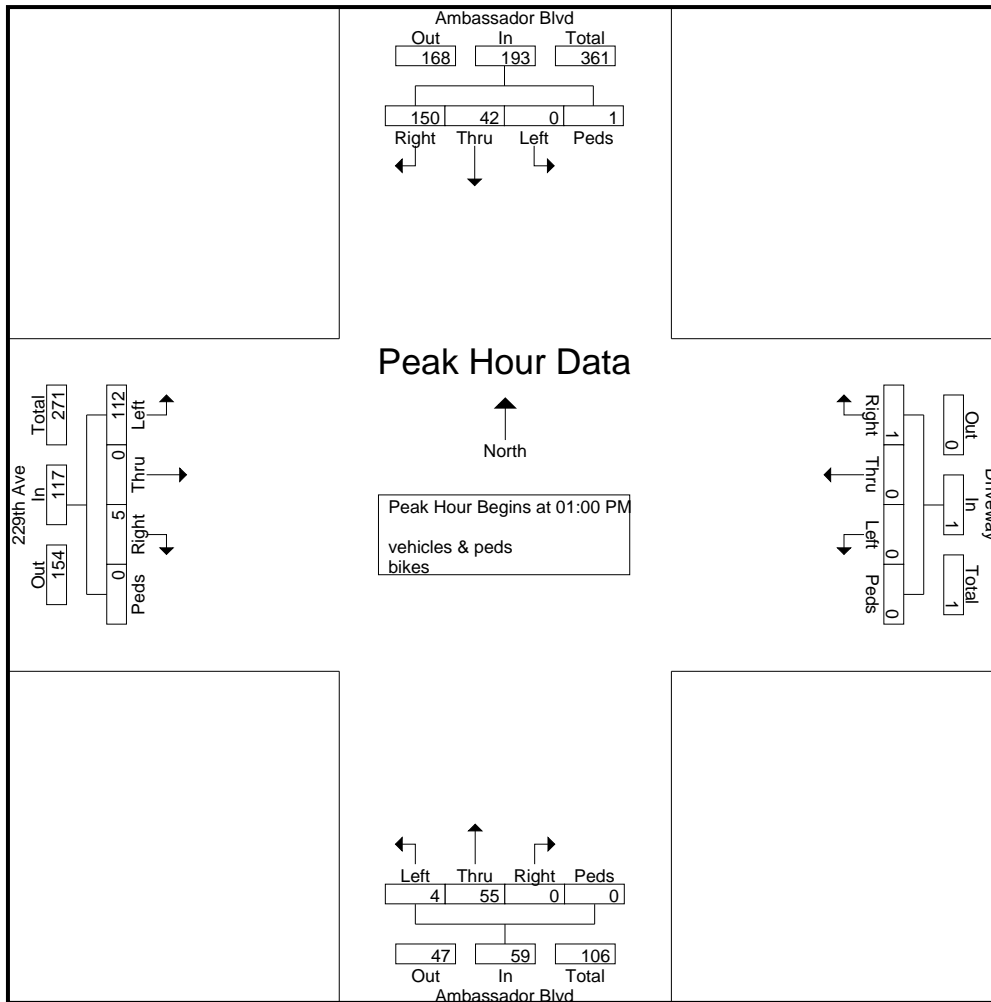 Ambassador Blvd
Out In Total
168 193 361
150 42 0 1
Right Thru Left Peds
Peak Hour Data
North
Peak Hour Begins at 01:00 PM
vehicles & peds
bikes
229th Ave
Out In Total
154 117 271
Left Thru Right Peds
112 0 5 0
Right Thru Left Peds
1 0 0 0
Out In Total
0 1 1
Driveway
Left Thru Right Peds
4 55 0 0
47 59 106
Out In Total
Ambassador Blvd